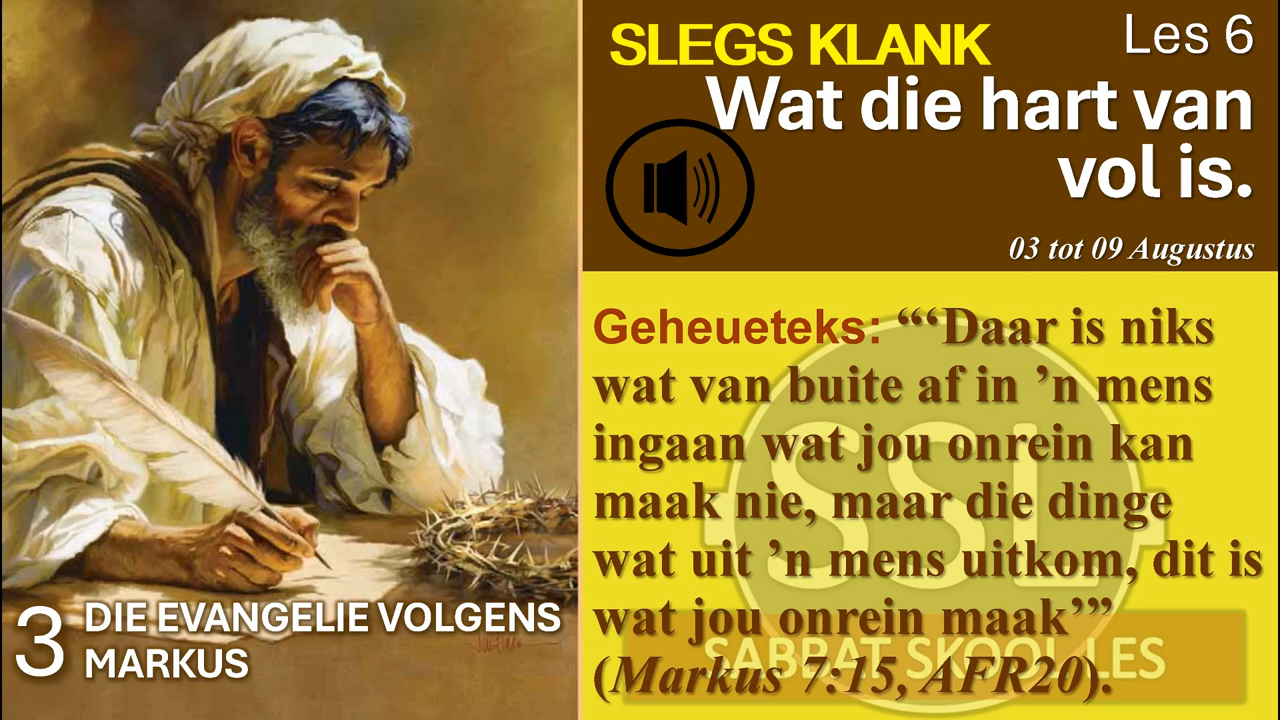 SLEGS KLANK
Les 6
Wat die hart van
vol is.
03 tot 09 Augustus
Geheueteks: “‘Daar is niks
wat van buite af in ’n mens
ingaan wat jou onrein kan
maak nie, maar die dinge
wat uit ’n mens uitkom, dit is
wat jou onrein maak’”
(Markus 7:15, AFR20).
SSL
SABBAT SKOOL LES
3
DIE EVANGELIE VOLGENS
MARKUS